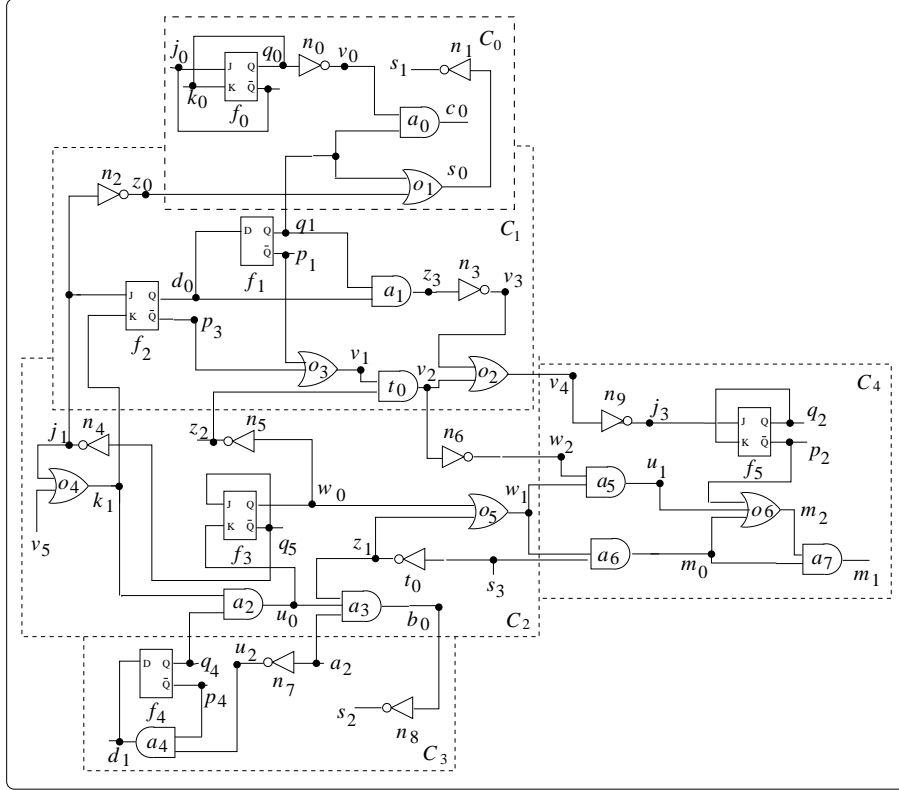 C0
j0 q0 n0 v0 s1 n1
J Q
K Q̄
k0 f0
a0 c0
n2 z0 o1 s0
C1
D Q q1
Q̄ p1
f1
d0
a1 z3 n3 v3
J Q
K Q̄ p3
f2
o3 v1 t0 v2 o2 v4
C4
n9 j3 J Q q2
K Q̄ p2
f5
j1 n4 z2 n5 n6 w2
o4 k1 w0 a5 u1
v5
J Q
K Q̄ q5
f3
o5 w1 o6 m2
z1 t0 s3 a6 m0 a7 m1
a2 u0 a3 b0
C2
D Q q4 u2 n7 a2
Q̄ p4
f4
s2 n8
d1 a4
C3